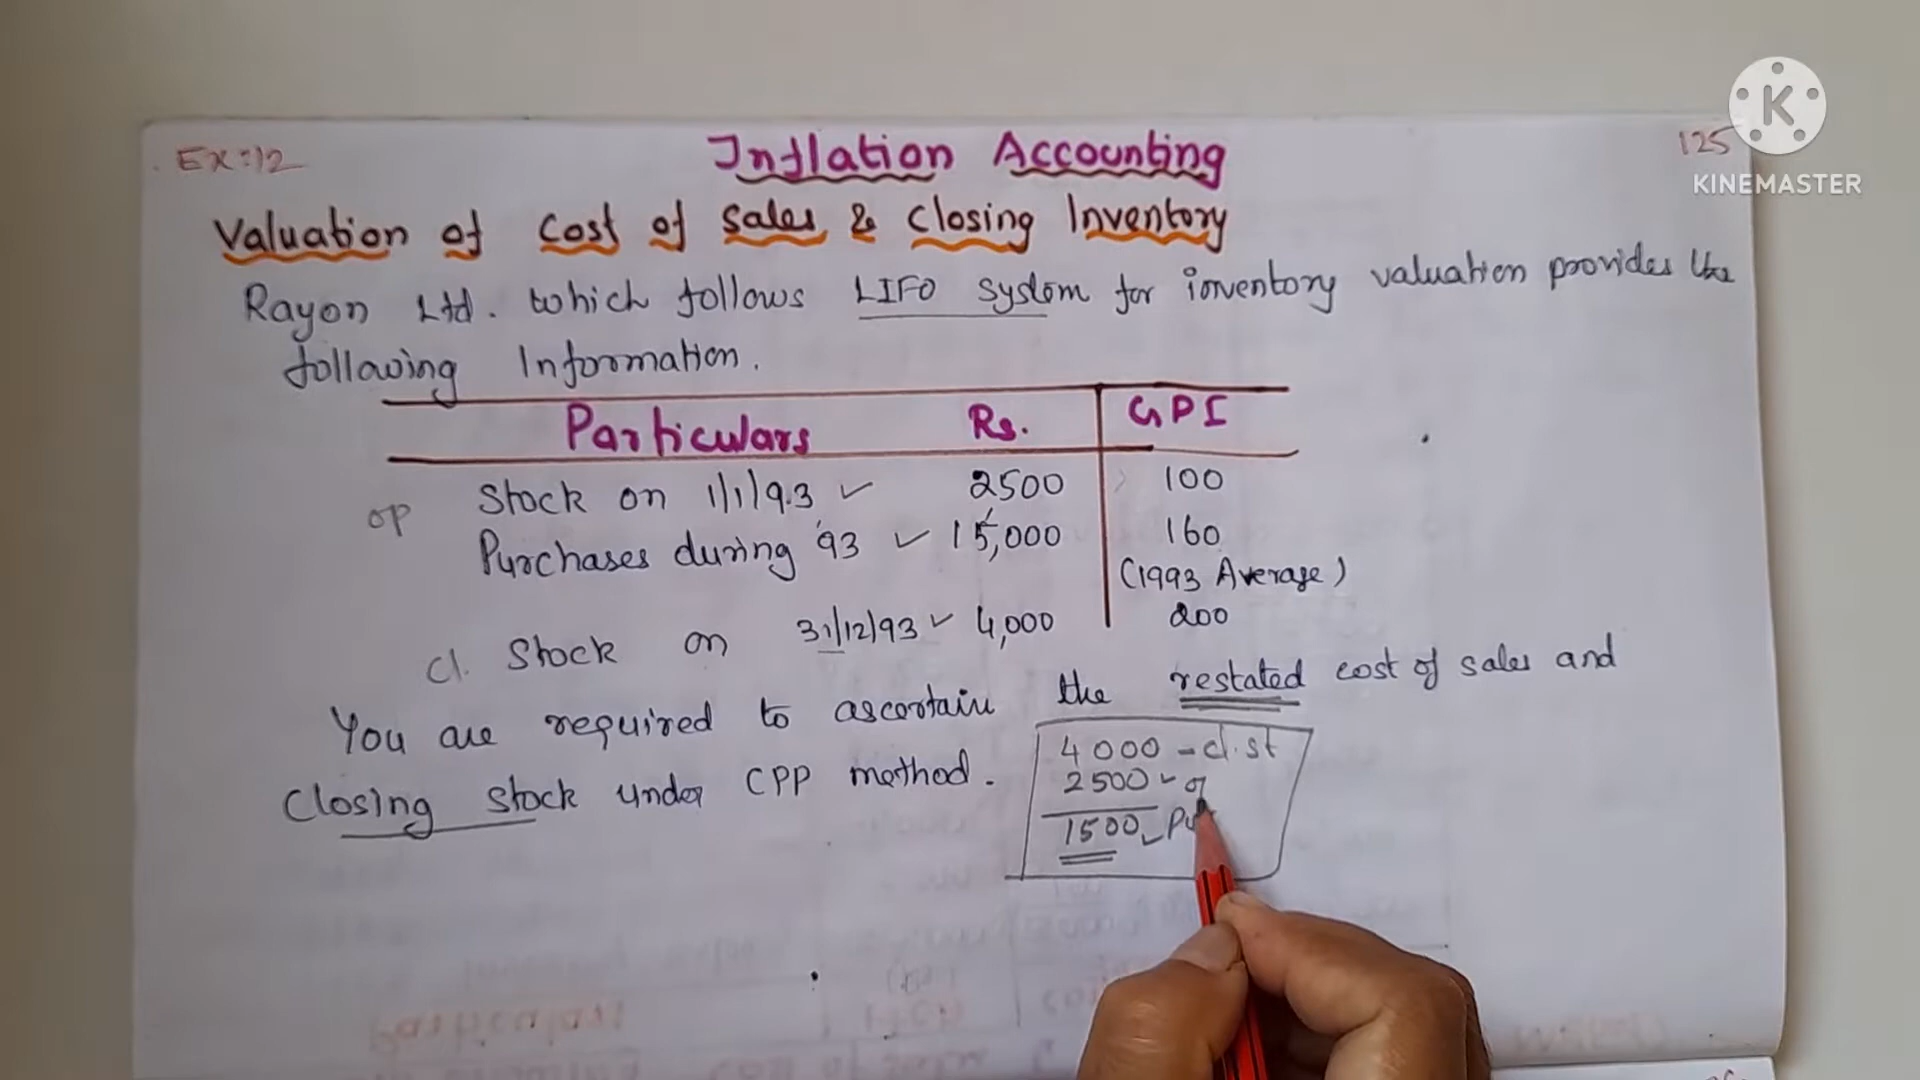 Ex:12
Inflation Accounting
125
KINEMASTER
Valuation of Cost of Sales & Closing Inventory
Rayon Ltd. which follows LIFO system for inventory valuation provides the
following Information.
Particulars Rs. GPI
op Stock on 1/1/93 ✓ 2500 100
Purchases during '93 ✓ 15,000 160
(1993 Average)
Cl. Stock on 31/12/93 ✓ 4,000 200
You are required to ascertain the restated cost of sales and
Closing stock under CPP method.
4000 - cl. st
2500 ✓
1500 ✓